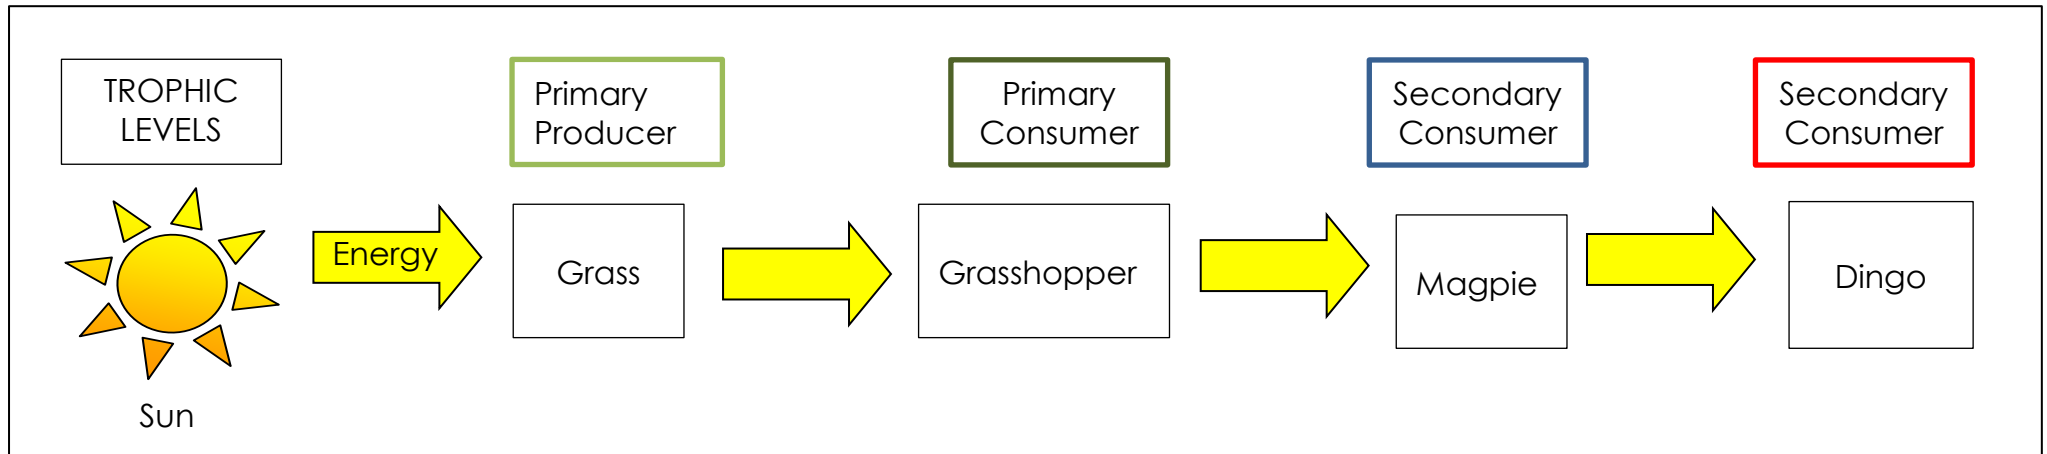 TROPHIC
LEVELS
Primary
Producer
Primary
Consumer
Secondary
Consumer
Secondary
Consumer
Energy
Grass
Grasshopper
Magpie
Dingo
Sun